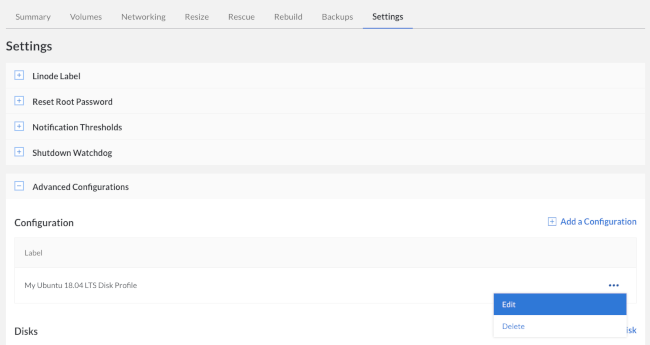 Summary Volumes Networking Resize Rescue Rebuild Backups Settings
Settings
Linode Label
Reset Root Password
Notification Thresholds
Shutdown Watchdog
Advanced Configurations
Configuration Add a Configuration
Label
My Ubuntu 18.04 LTS Disk Profile
Edit
Delete
Disks isk